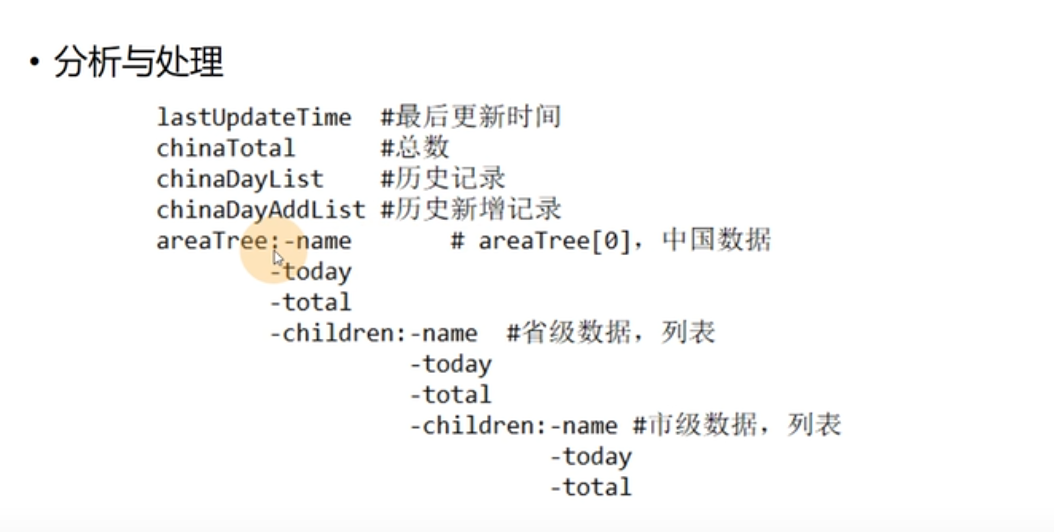 • 分析与处理
lastUpdateTime #最后更新时间
chinaTotal #总数
chinaDayList #历史记录
chinaDayAddList #历史新增记录
areaTree:-name # areaTree[0], 中国数据
-today
-total
-children:-name #省级数据，列表
-today
-total
-children:-name #市级数据，列表
-today
-total